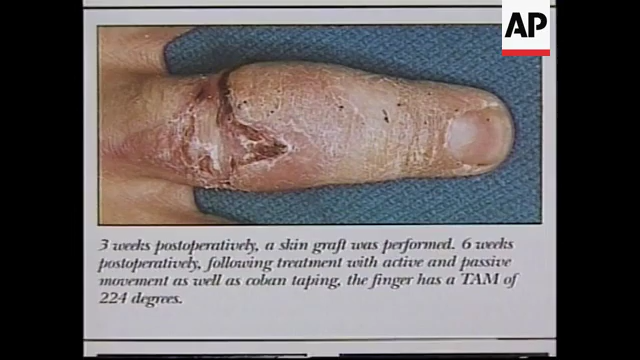 AP
3 weeks postoperatively, a skin graft was performed. 6 weeks
postoperatively, following treatment with active and passive
movement as well as coban taping, the finger has a TAM of
224 degrees.